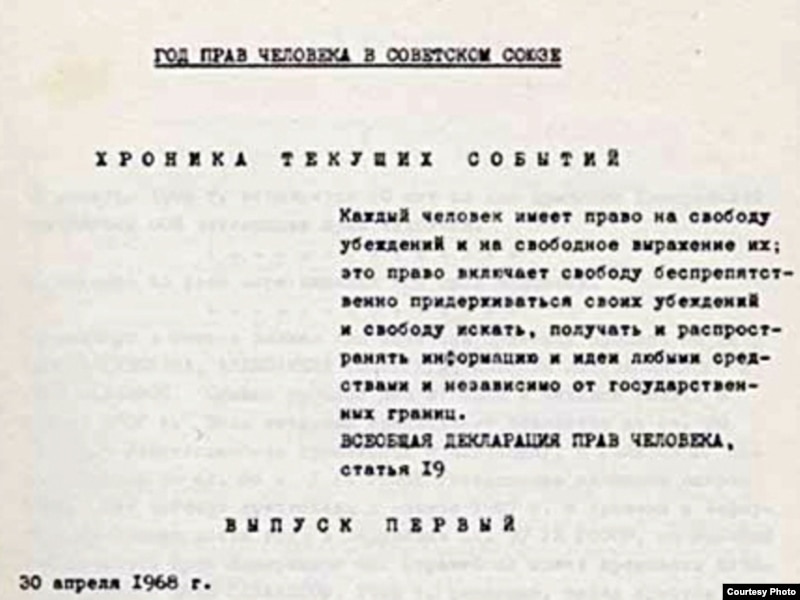 ГОД ПРАВ ЧЕЛОВЕКА В СОВЕТСКОМ СОЮЗЕ
ХРОНИКА ТЕКУЩИХ СОБЫТИЙ
Каждый человек имеет право на свободу
убеждений и на свободное выражение их;
это право включает свободу беспрепятст-
венно придерживаться своих убеждений
и свободу искать, получать и распрост-
ранять информацию и идеи любыми сред-
ствами и независимо от государствен-
ных границ.
ВСЕОБЩАЯ ДЕКЛАРАЦИЯ ПРАВ ЧЕЛОВЕКА,
статья 19
ВЫПУСК ПЕРВЫЙ
30 апреля 1968 г.
Courtesy Photo